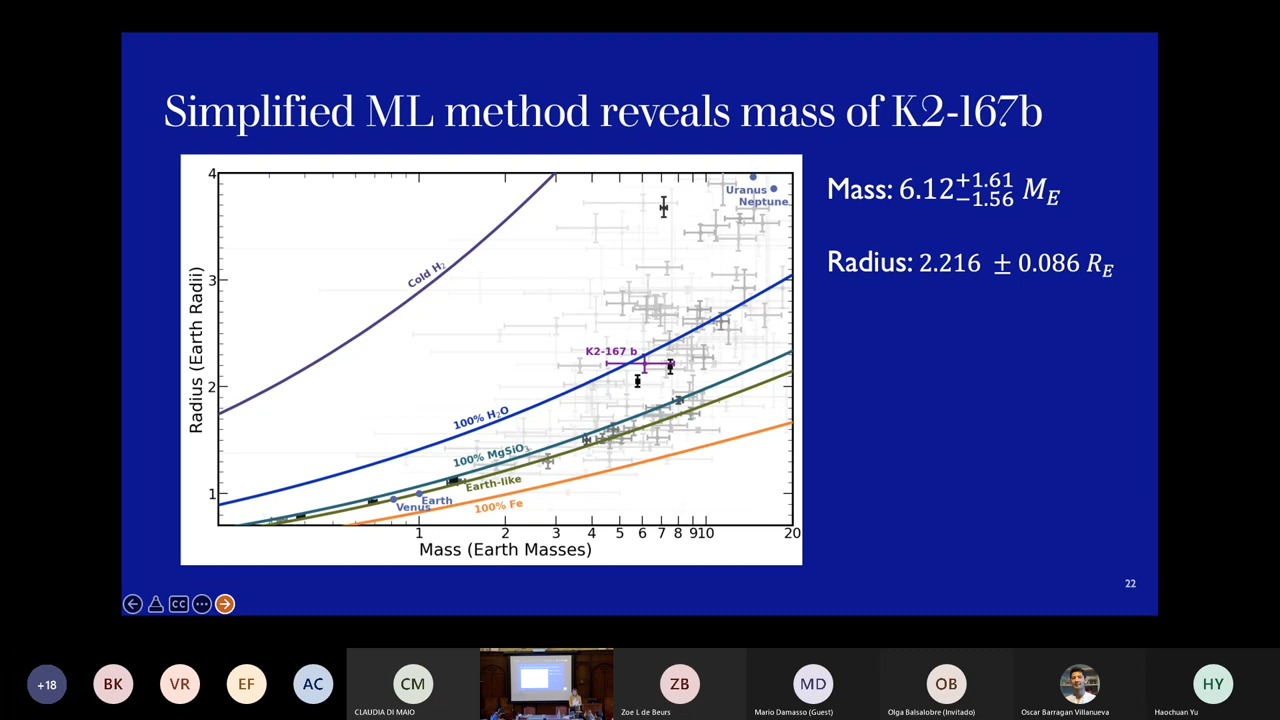 Simplified ML method reveals mass of K2-167b
4
3
2
1
Radius (Earth Radii)
Cold H₂
Uranus
Neptune
K2-167 b
100% H₂O
100% MgSiO₃
Earth-like
Earth
Venus
100% Fe
1 2 3 4 5 6 7 8 910 20
Mass (Earth Masses)
Mass: 6.12 +1.61 −1.56 M_E
Radius: 2.216 ± 0.086 R_E
22
CC
+18 BK VR EF AC CM ZB MD OB HY
CLAUDIA DI MAIO Zoe L de Beurs Mario Damasso (Guest) Olga Balsalobre (Invitado) Oscar Barragan Villanueva Haochuan Yu